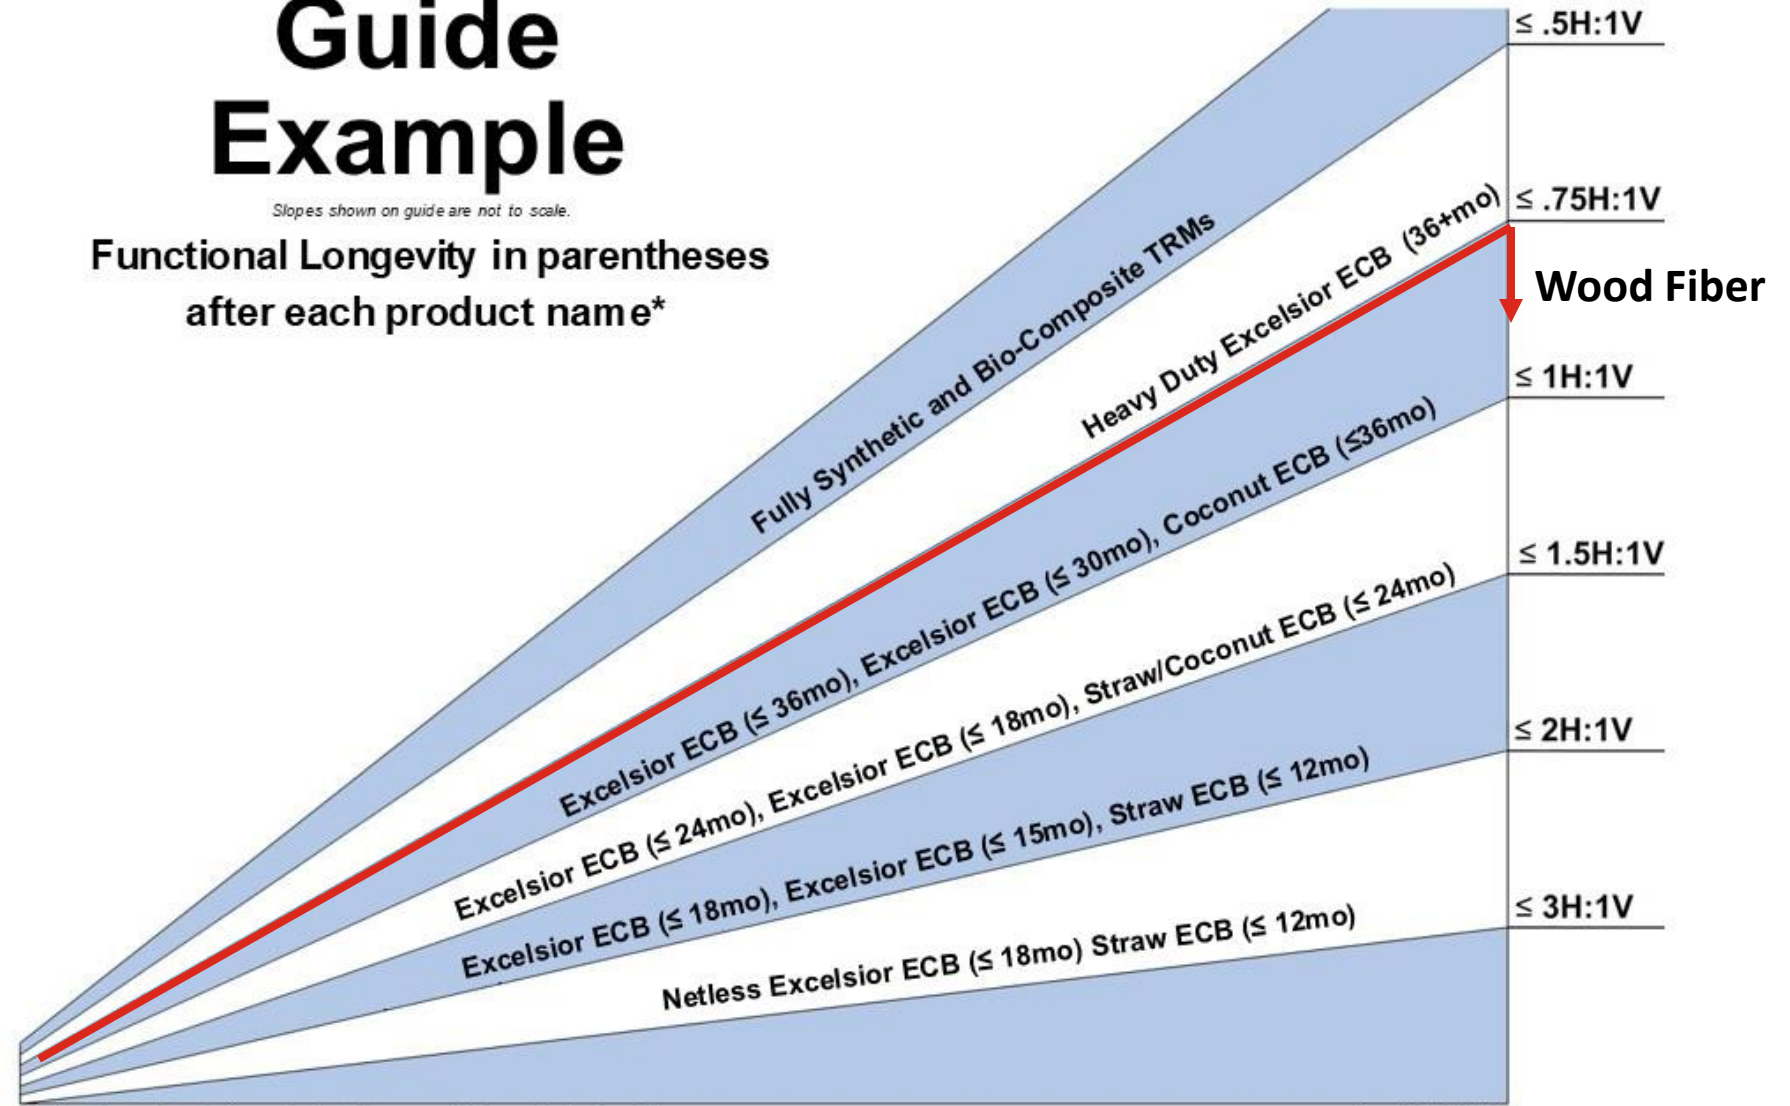 Guide
Example
Slopes shown on guide are not to scale.
Functional Longevity in parentheses
after each product name*
≤ .5H:1V
Fully Synthetic and Bio-Composite TRMs
≤ .75H:1V
Heavy Duty Excelsior ECB (36+mo)
Wood Fiber
≤ 1H:1V
Excelsior ECB (≤ 36mo), Excelsior ECB (≤ 30mo), Coconut ECB (≤36mo)
≤ 1.5H:1V
Excelsior ECB (≤ 24mo), Excelsior ECB (≤ 18mo), Straw/Coconut ECB (≤ 24mo)
≤ 2H:1V
Excelsior ECB (≤ 18mo), Excelsior ECB (≤ 15mo), Straw ECB (≤ 12mo)
≤ 3H:1V
Netless Excelsior ECB (≤ 18mo) Straw ECB (≤ 12mo)